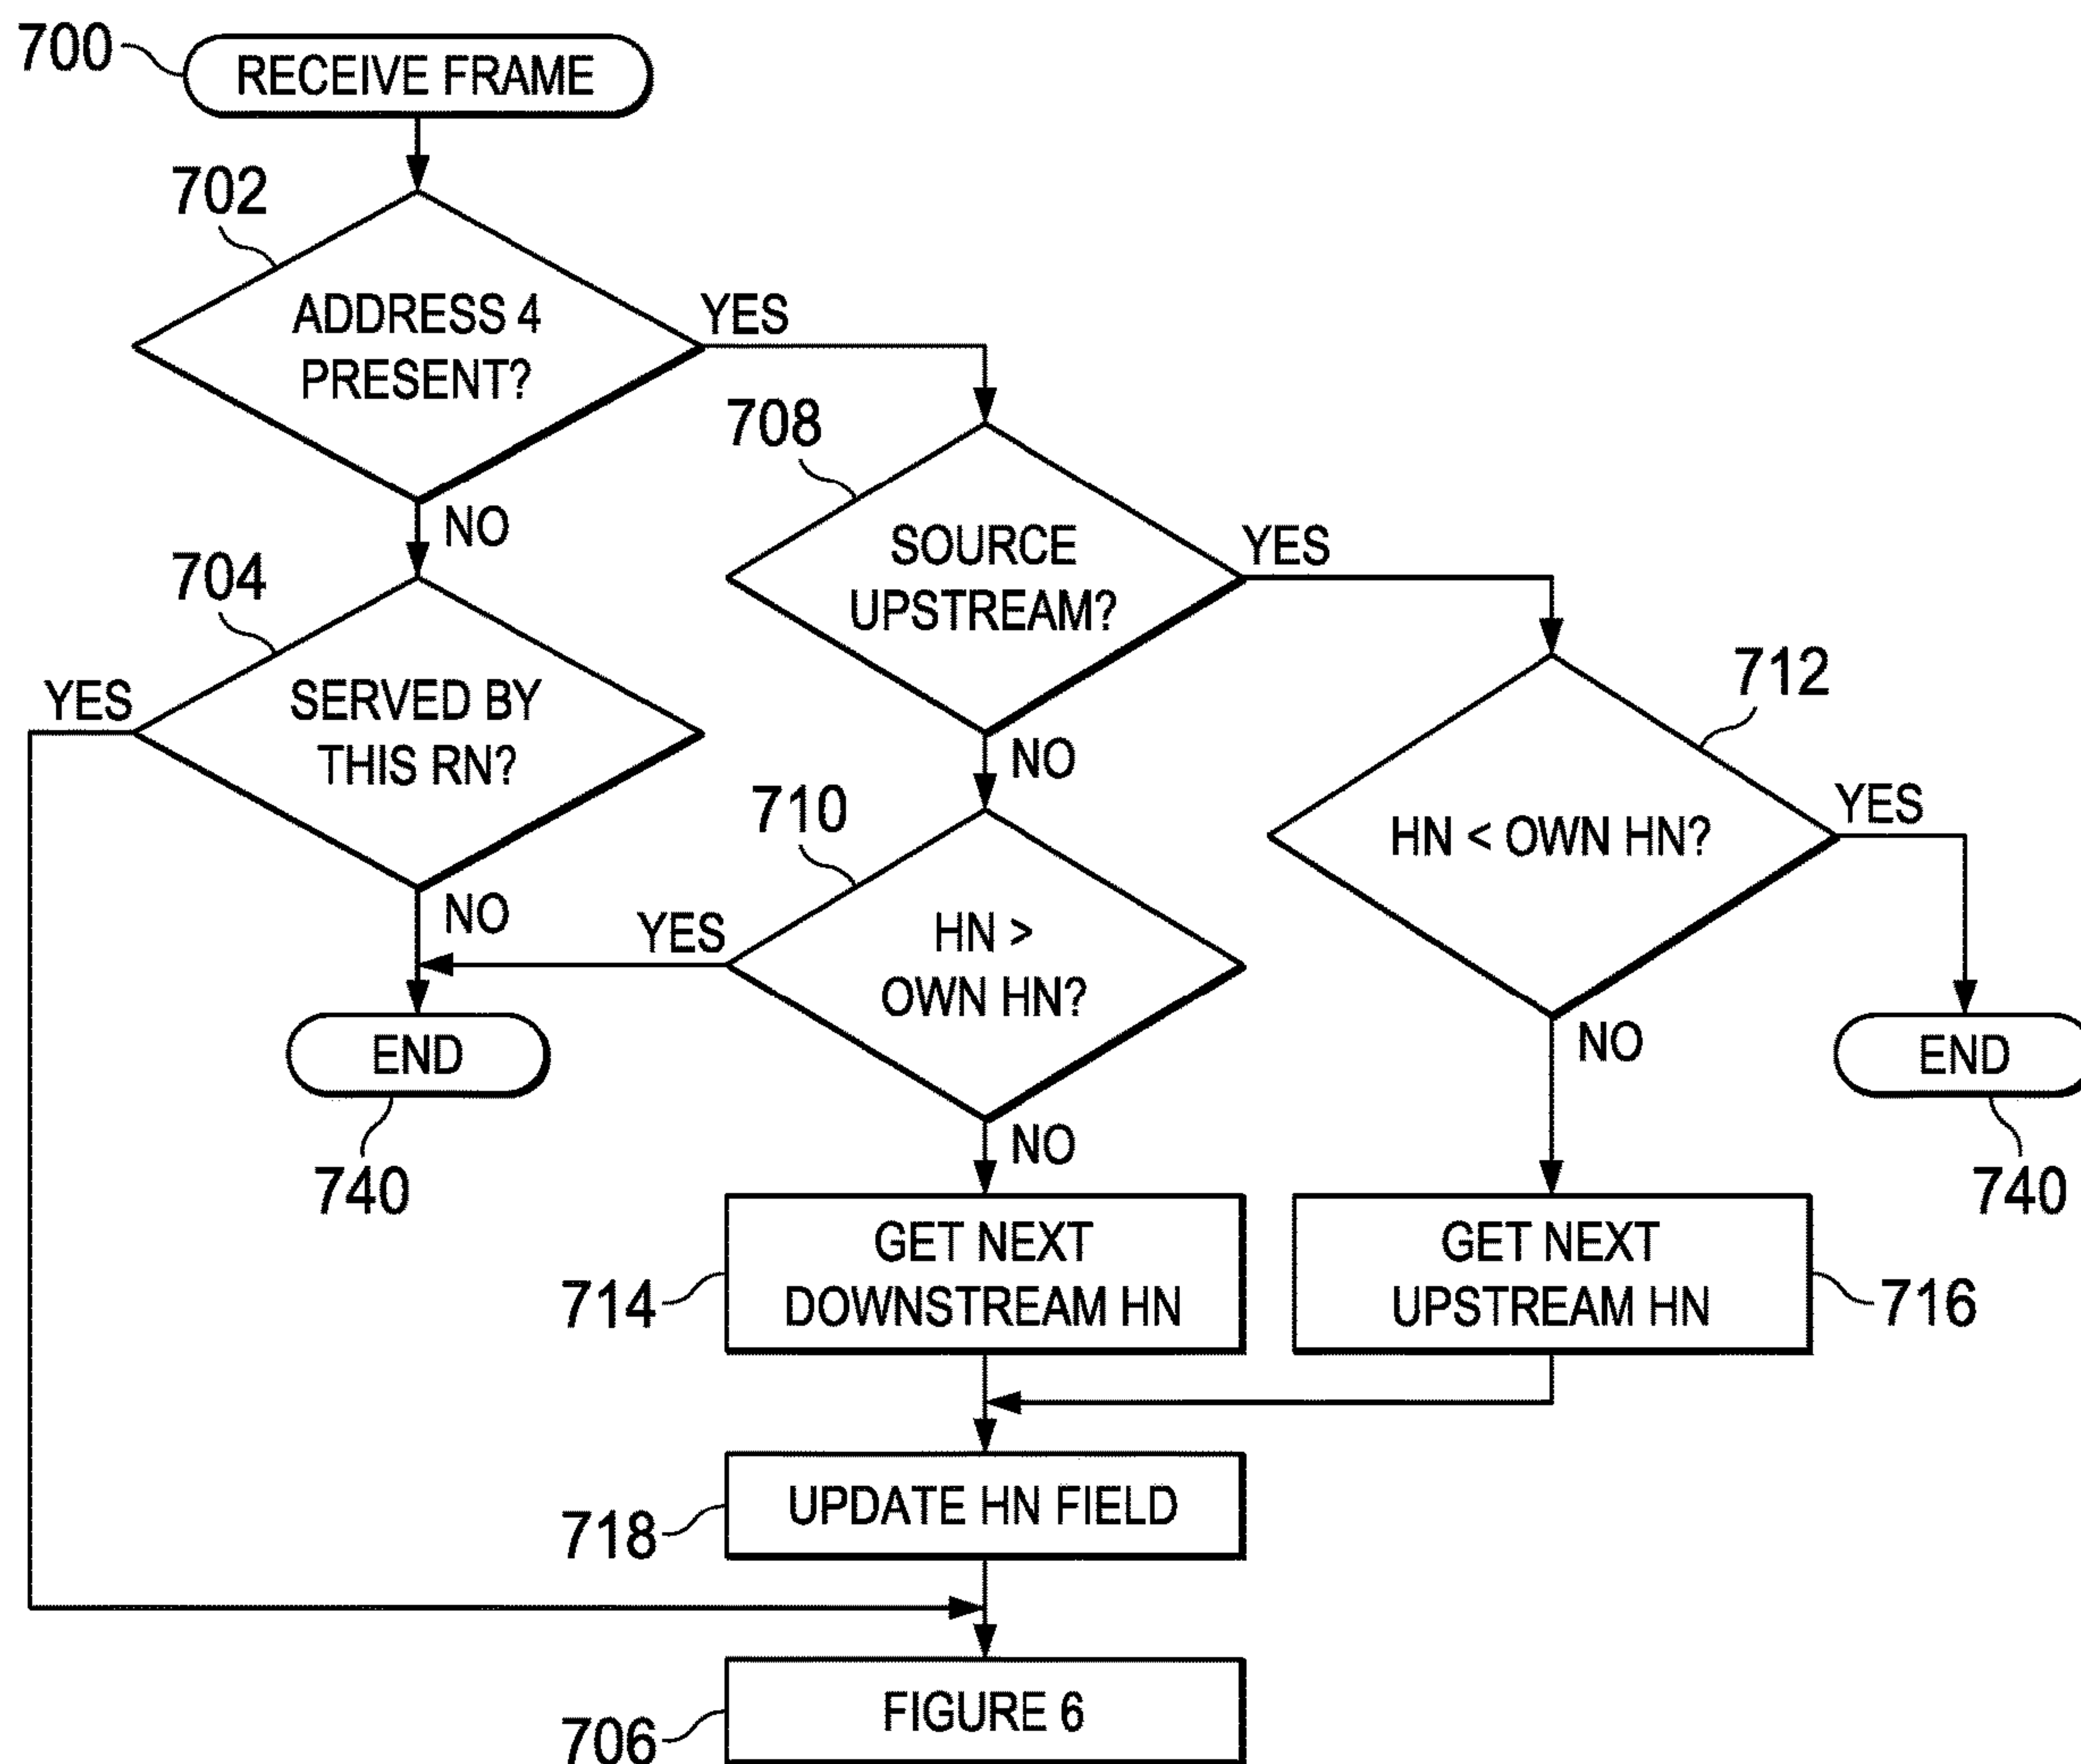 700
RECEIVE FRAME
702
ADDRESS 4
PRESENT?
YES
NO
708
SOURCE
UPSTREAM?
YES
NO
704
SERVED BY
THIS RN?
YES
NO
712
HN < OWN HN?
YES
NO
710
HN >
OWN HN?
YES
NO
END
740
END
740
714
GET NEXT
DOWNSTREAM HN
GET NEXT
UPSTREAM HN
716
718
UPDATE HN FIELD
706
FIGURE 6